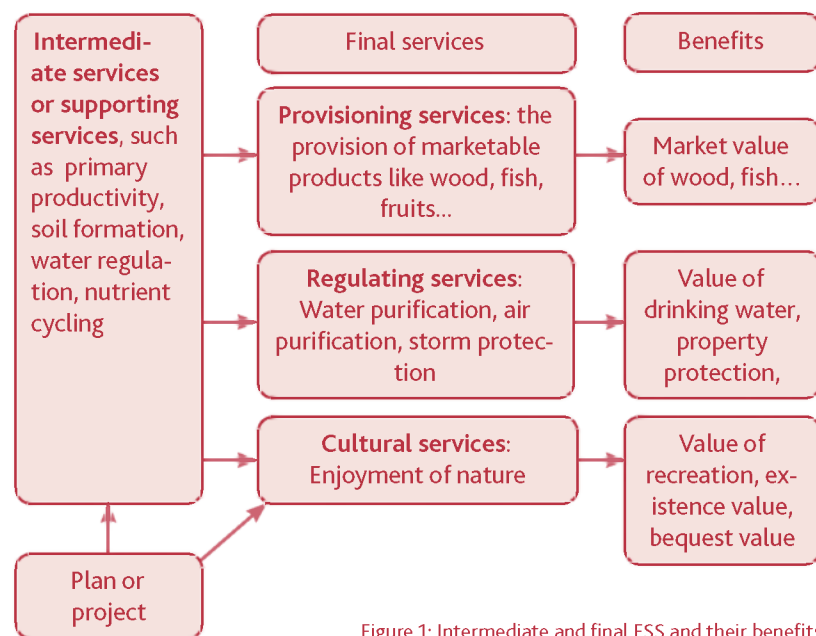 Intermedi-
ate services
or supporting
services, such
as primary
productivity,
soil formation,
water regula-
tion, nutrient
cycling
Final services
Benefits
Provisioning services: the
provision of marketable
products like wood, fish,
fruits...
Market value
of wood, fish...
Regulating services:
Water purification, air
purification, storm protec-
tion
Value of
drinking water,
property
protection,
Cultural services:
Enjoyment of nature
Value of
recreation, ex-
istence value,
bequest value
Plan or
project
Figure 1: Intermediate and final ESS and their benefits